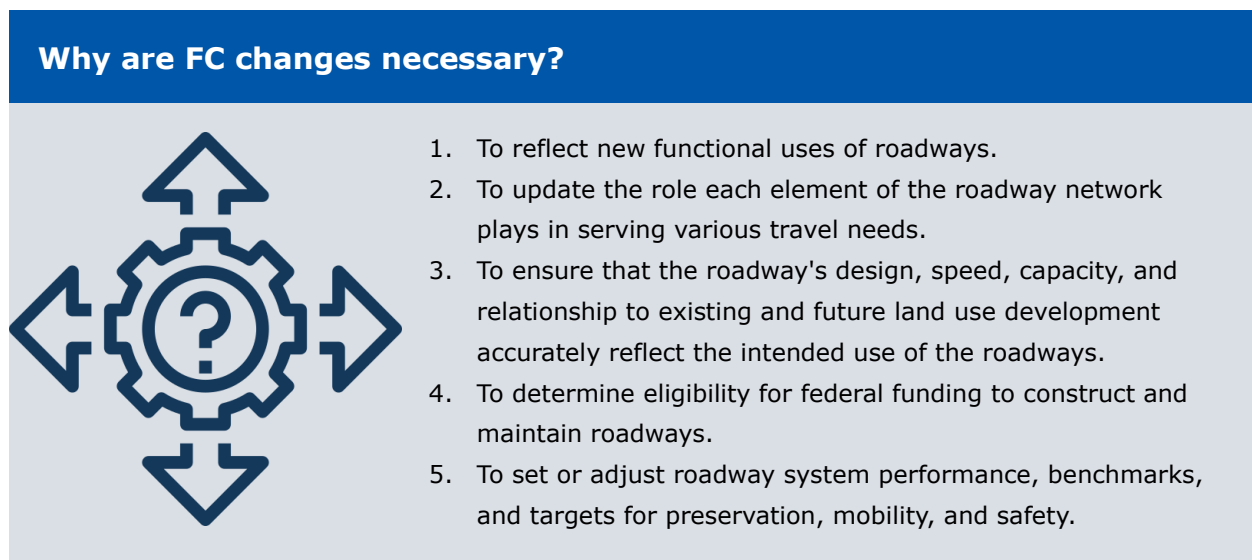 Why are FC changes necessary?
?
1. To reflect new functional uses of roadways.
2. To update the role each element of the roadway network
plays in serving various travel needs.
3. To ensure that the roadway's design, speed, capacity, and
relationship to existing and future land use development
accurately reflect the intended use of the roadways.
4. To determine eligibility for federal funding to construct and
maintain roadways.
5. To set or adjust roadway system performance, benchmarks,
and targets for preservation, mobility, and safety.